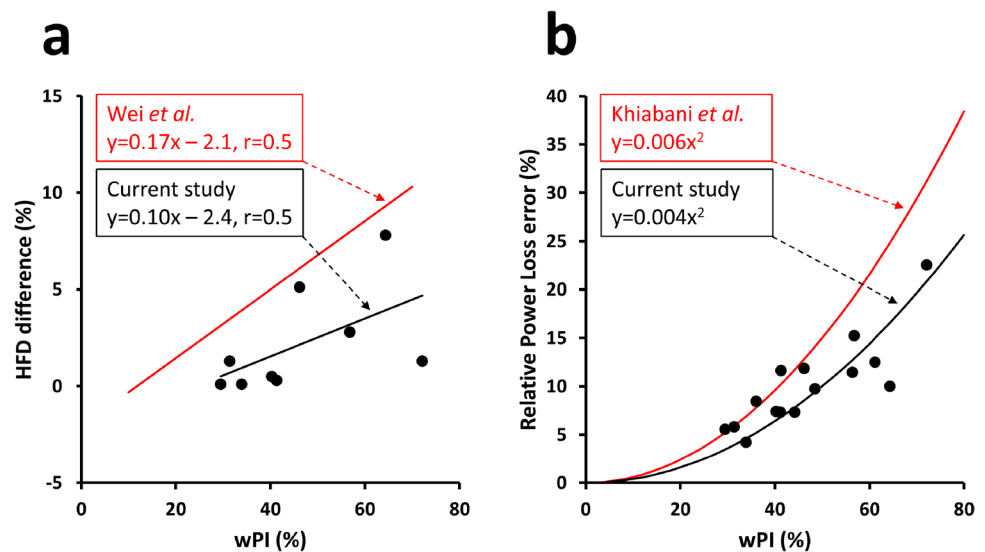 a
15
10
5
0
-5
0
20
40
60
80
HFD difference (%)
wPI (%)
Wei et al.
y=0.17x – 2.1, r=0.5
Current study
y=0.10x – 2.4, r=0.5
b
40
35
30
25
20
15
10
5
0
0
20
40
60
80
Relative Power Loss error (%)
wPI (%)
Khiabani et al.
y=0.006x²
Current study
y=0.004x²